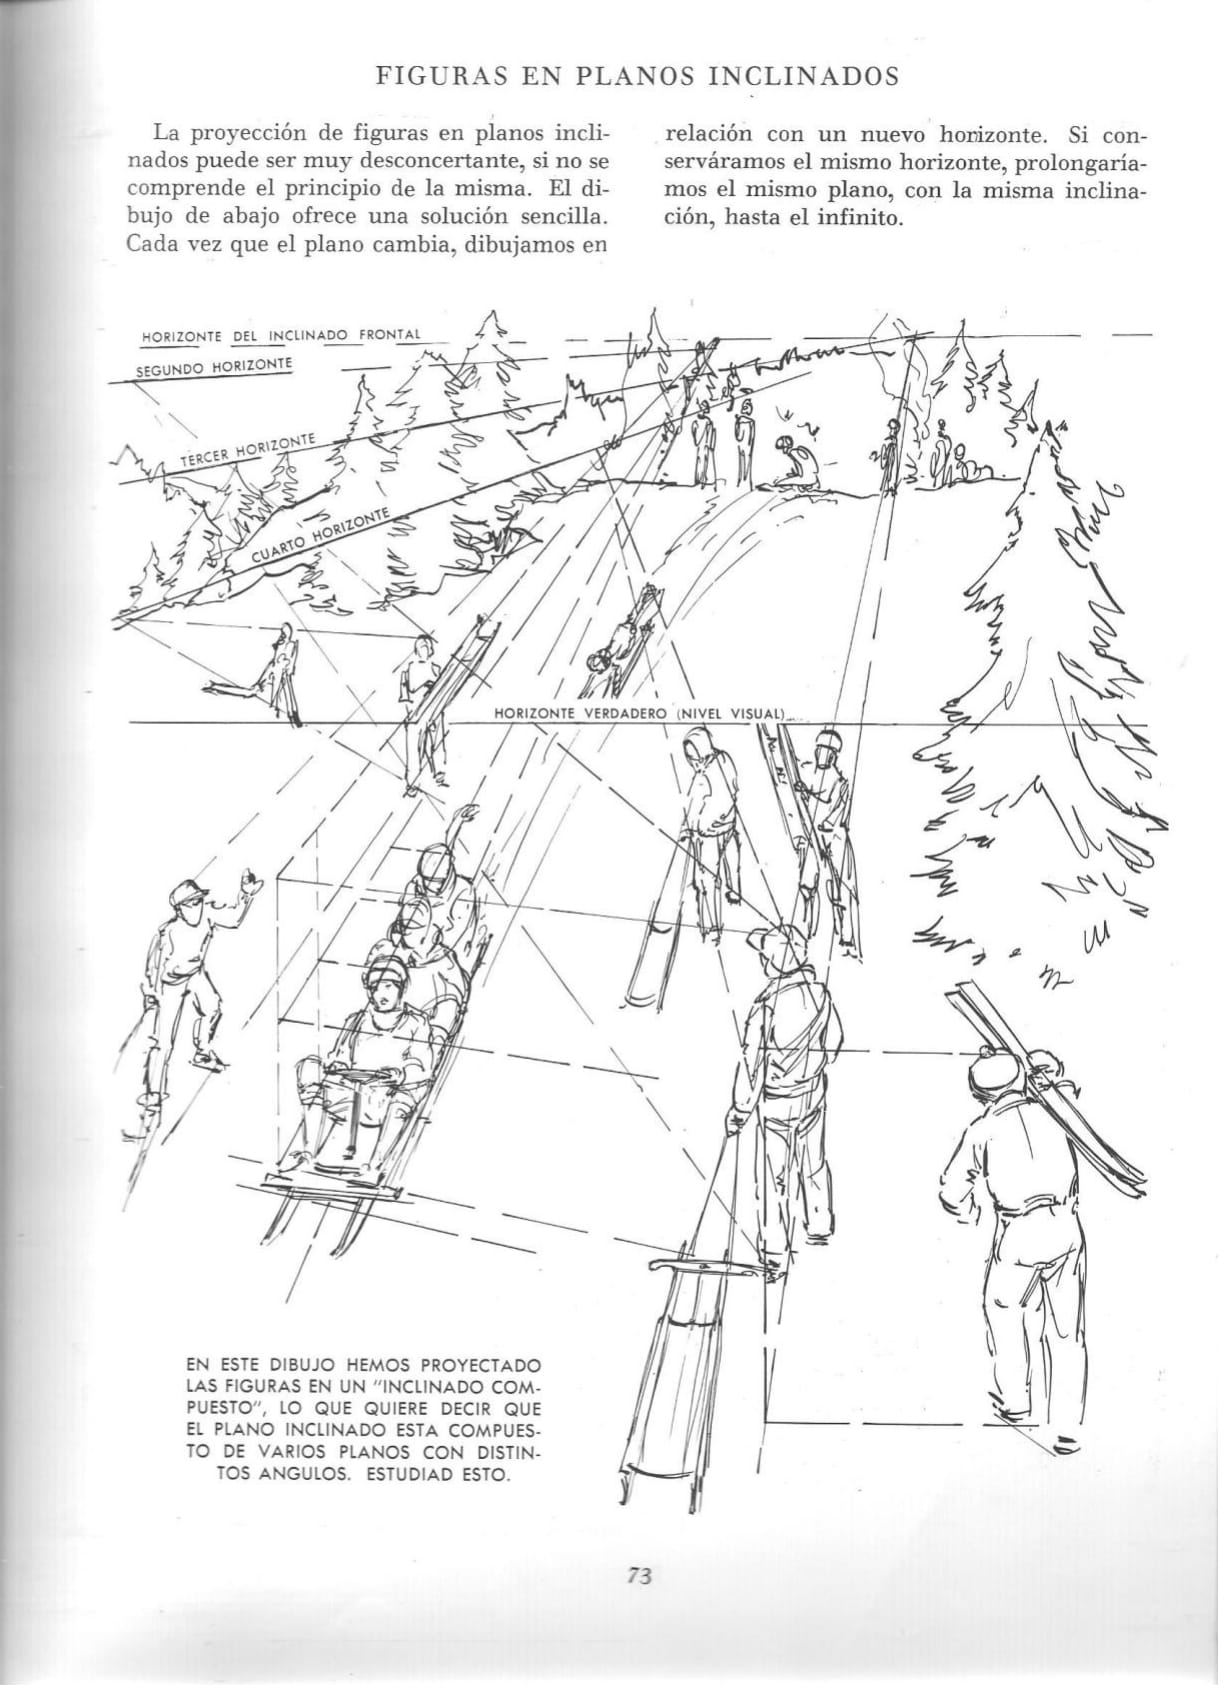 FIGURAS EN PLANOS INCLINADOS
La proyección de figuras en planos incli-
nados puede ser muy desconcertante, si no se
comprende el principio de la misma. El di-
bujo de abajo ofrece una solución sencilla.
Cada vez que el plano cambia, dibujamos en
relación con un nuevo horizonte. Si con-
serváramos el mismo horizonte, prolongaría-
mos el mismo plano, con la misma inclina-
ción, hasta el infinito.
HORIZONTE DEL INCLINADO FRONTAL
SEGUNDO HORIZONTE
TERCER HORIZONTE
CUARTO HORIZONTE
HORIZONTE VERDADERO (NIVEL VISUAL)
EN ESTE DIBUJO HEMOS PROYECTADO
LAS FIGURAS EN UN "INCLINADO COM-
PUESTO", LO QUE QUIERE DECIR QUE
EL PLANO INCLINADO ESTA COMPUES-
TO DE VARIOS PLANOS CON DISTIN-
TOS ANGULOS. ESTUDIAD ESTO.
73